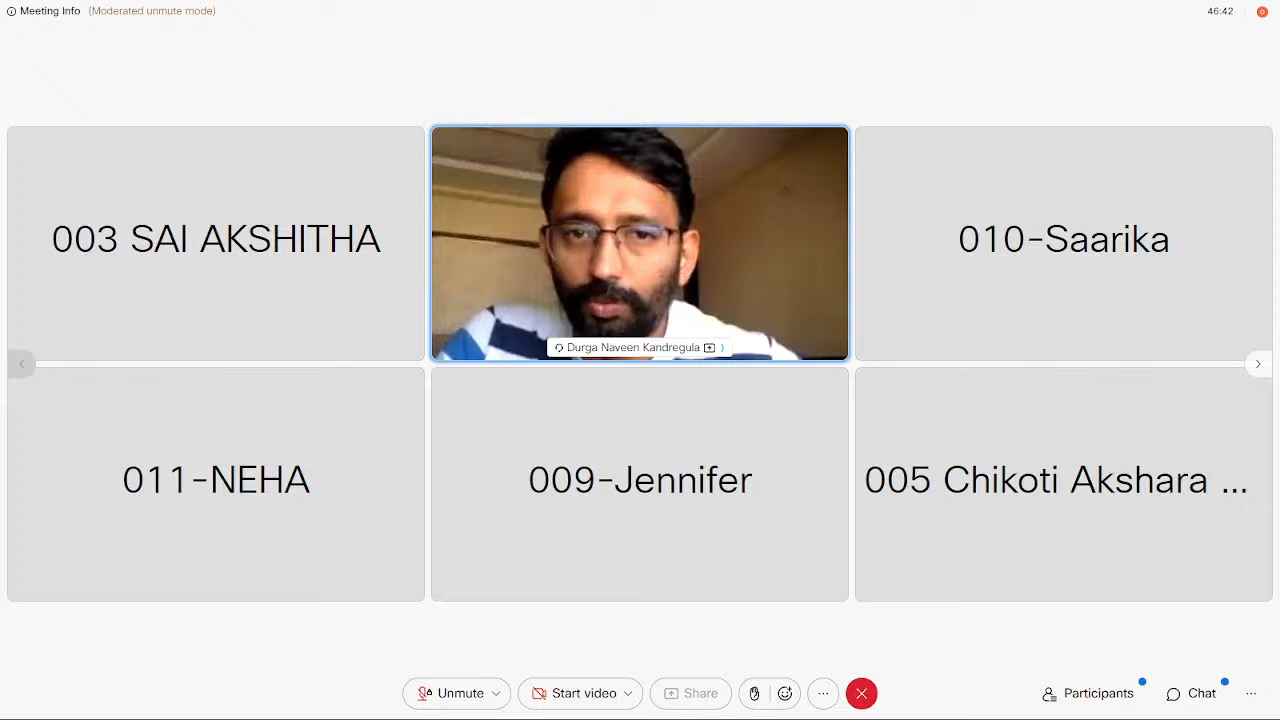 Meeting Info (Moderated unmute mode)
46:42
003 SAI AKSHITHA
Durga Naveen Kandregula
010-Saarika
011-NEHA
009-Jennifer
005 Chikoti Akshara ...
Unmute
Start video
Share
Participants
Chat